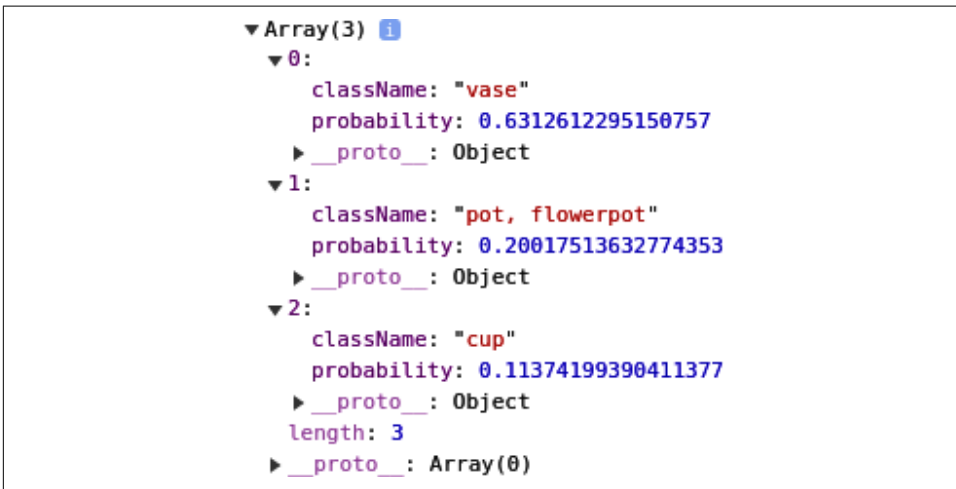 ▼Array(3) i
▼0:
className: "vase"
probability: 0.6312612295150757
▶__proto__: Object
▼1:
className: "pot, flowerpot"
probability: 0.20017513632774353
▶__proto__: Object
▼2:
className: "cup"
probability: 0.11374199390411377
▶__proto__: Object
length: 3
▶__proto__: Array(0)